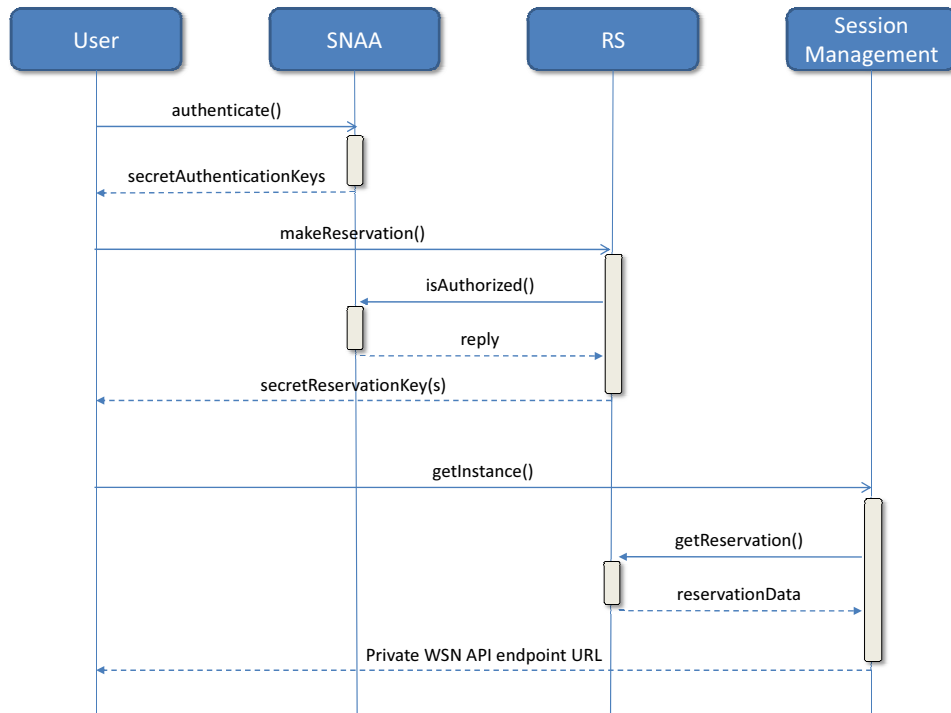 User
SNAA
RS
Session
Management
authenticate()
secretAuthenticationKeys
makeReservation()
isAuthorized()
reply
secretReservationKey(s)
getInstance()
getReservation()
reservationData
Private WSN API endpoint URL